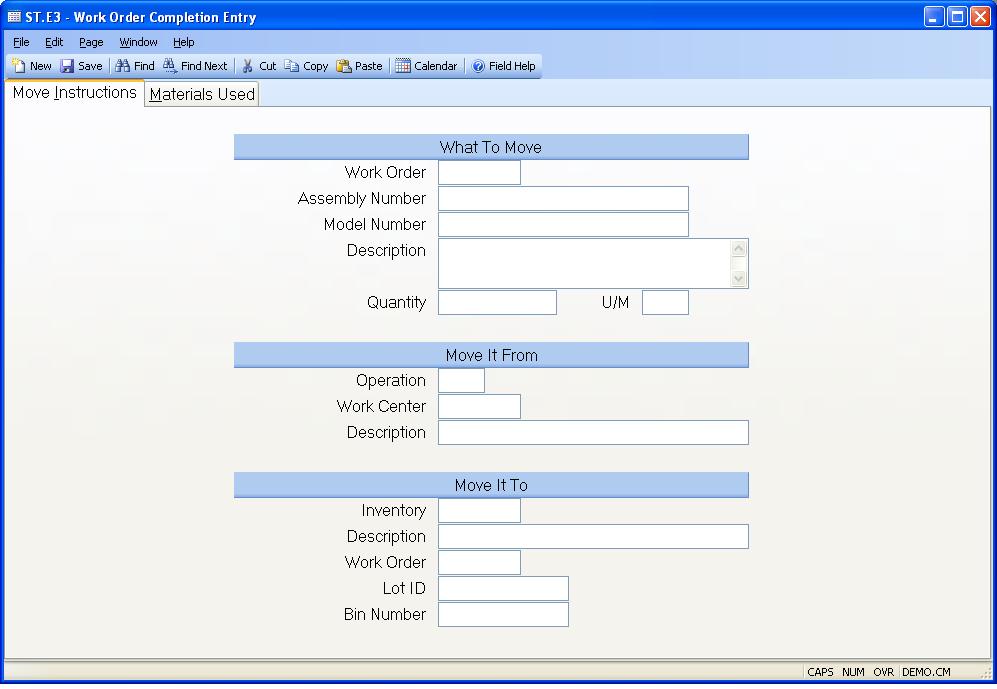 ST.E3 - Work Order Completion Entry
File Edit Page Window Help
New Save Find Find Next Cut Copy Paste Calendar Field Help
Move Instructions Materials Used
What To Move
Work Order
Assembly Number
Model Number
Description
Quantity U/M
Move It From
Operation
Work Center
Description
Move It To
Inventory
Description
Work Order
Lot ID
Bin Number
CAPS NUM OVR DEMO.CM